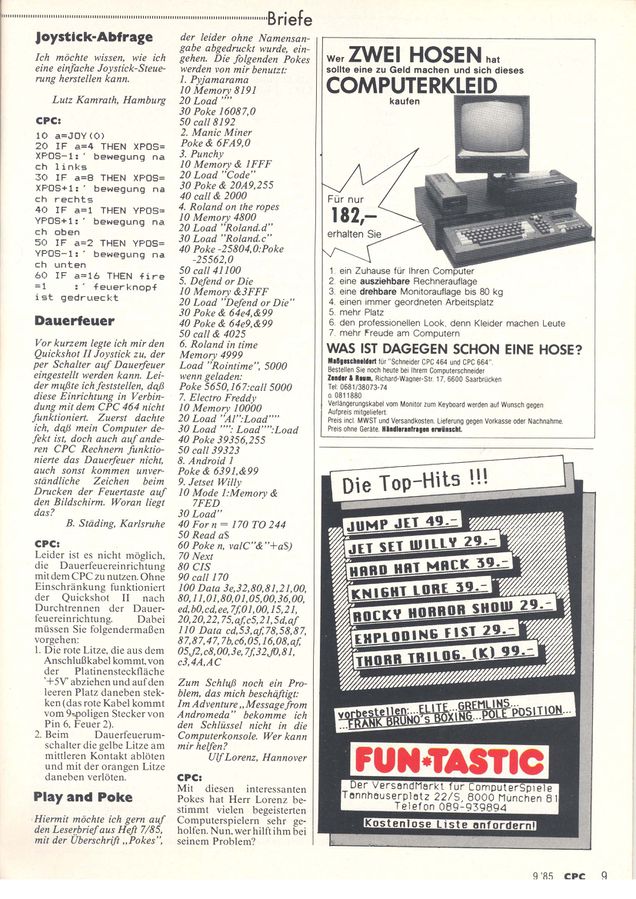 Briefe
Joystick-Abfrage
Ich möchte wissen, wie ich
eine einfache Joystick-Steue-
rung herstellen kann.
Lutz Kamrath, Hamburg
CPC:
10 a=JOY(0)
20 IF a=4 THEN XPOS=
XPOS-1:' bewegung na
ch links
30 IF a=8 THEN XPOS=
XPOS+1:' bewegung na
ch rechts
40 IF a=1 THEN YPOS=
YPOS+1:' bewegung na
ch oben
50 IF a=2 THEN YPOS=
YPOS-1:' bewegung na
ch unten
60 IF a=16 THEN fire
=1 :' feuerknopf
ist gedrueckt
Dauerfeuer
Vor kurzem legte ich mir den
Quickshot II Joystick zu, der
per Schalter auf Dauerfeuer
eingestellt werden kann. Lei-
der mußte ich feststellen, daß
diese Einrichtung in Verbin-
dung mit dem CPC 464 nicht
funktioniert. Zuerst dachte
ich, daß mein Computer de-
fekt ist, doch auch auf ande-
ren CPC Rechnern funktio-
nierte das Dauerfeuer nicht,
auch sonst kommen unver-
ständliche Zeichen beim
Drucken der Feuertaste auf
den Bildschirm. Woran liegt
das?
B. Städing, Karlsruhe
CPC:
Leider ist es nicht möglich,
die Dauerfeuereinrichtung
mit dem CPC zu nutzen. Ohne
Einschränkung funktioniert
der Quickshot II nach
Durchtrennen der Dauer-
feuereinrichtung. Dabei
müssen Sie folgendermaßen
vorgehen:
1. Die rote Litze, die aus dem
Anschlußkabel kommt, von
der Platinensteckfläche
'+5V' abziehen und auf den
leeren Platz daneben stek-
ken (das rote Kabel kommt
vom 9spoligen Stecker von
Pin 6, Feuer 2).
2. Beim Dauerfeuerum-
schalter die gelbe Litze am
mittleren Kontakt ablöten
und mit der orangen Litze
daneben verlöten.
Play and Poke
Hiermit möchte ich gern auf
den Leserbrief aus Heft 7/85,
mit der Überschrift „Pokes",
der leider ohne Namensan-
gabe abgedruckt wurde, ein-
gehen. Die folgenden Pokes
werden von mir benutzt:
1. Pyjamarama
10 Memory 8191
20 Load ""
30 Poke 16087,0
50 call 8192
2. Manic Miner
Poke & 6FA9,0
3. Punchy
10 Memory & 1FFF
20 Load "Code"
30 Poke & 20A9,255
40 call & 2000
4. Roland on the ropes
10 Memory 4800
20 Load "Roland.d"
30 Load "Roland.c"
40 Poke -25804,0:Poke
-25562,0
50 call 41100
5. Defend or Die
10 Memory &3FFF
20 Load "Defend or Die"
30 Poke & 64e4,&99
40 Poke & 64e9,&99
50 call & 4025
6. Roland in time
Memory 4999
Load "Rointime", 5000
wenn geladen:
Poke 5650,167:call 5000
7. Electro Freddy
10 Memory 10000
20 Load "Al":Load""
30 Load "": Load"":Load
40 Poke 39356,255
50 call 39323
8. Android 1
Poke & 6391,&99
9. Jetset Willy
10 Mode 1:Memory &
7FED
30 Load"
40 For n = 170 TO 244
50 Read aS
60 Poke n, valC"&"+aS)
70 Next
80 CIS
90 call 170
100 Data 3e,32,80,81,21,00,
80,11,01,80,01,05,00,36,00,
ed,b0,cd,ee,7f,01,00,15,21,
20,20,22,75,af,c5,21,5d,af
110 Data cd,53,af,78,58,87,
87,87,47,7b,c6,05,16,08,af,
05,f2,c8,00,3e,7f,32,f0,81,
c3,4A,AC
Zum Schluß noch ein Pro-
blem, das mich beschäftigt:
Im Adventure „Message from
Andromeda" bekomme ich
den Schlüssel nicht in die
Computerkonsole. Wer kann
mir helfen?
Ulf Lorenz, Hannover
CPC:
Mit diesen interessanten
Pokes hat Herr Lorenz be-
stimmt vielen begeisterten
Computerspielern sehr ge-
holfen. Nun, wer hilft ihm bei
seinem Problem?
Wer ZWEI HOSEN hat
sollte eine zu Geld machen und sich dieses
COMPUTERKLEID
kaufen
Für nur
182,–
erhalten Sie
1. ein Zuhause für Ihren Computer
2. eine ausziehbare Rechnerauflage
3. eine drehbare Monitorauflage bis 80 kg
4. einen immer geordneten Arbeitsplatz
5. mehr Platz
6. den professionellen Look, denn Kleider machen Leute
7. mehr Freude am Computern
WAS IST DAGEGEN SCHON EINE HOSE?
Maßgeschneidert für "Schneider CPC 464 und CPC 664".
Bestellen Sie noch heute bei Ihrem Computerschneider
Zender & Raum, Richard-Wagner-Str. 17, 6600 Saarbrücken
Tel: 0681/38073-74
o. 0811880
Verlängerungskabel vom Monitor zum Keyboard werden auf Wunsch gegen
Aufpreis mitgeliefert.
Preis incl. MWST und Versandkosten. Lieferung gegen Vorkasse oder Nachnahme.
Preis ohne Geräte. Händleranfragen erwünscht.
Die Top-Hits !!!
JUMP JET 49.-
JET SET WILLY 29.-
HARD HAT MACK 39.-
KNIGHT LORE 39.-
ROCKY HORROR SHOW 29.-
EXPLODING FIST 29.-
THORR TRILOG. (K) 99.-
vorbestellen:...ELITE...GREMLINS...
...FRANK BRUNO'S BOXING...POLE POSITION...
FUN*TASTIC
Der VersandMarkt für ComputerSpiele
Tannhäuserplatz 22/S, 8000 München 81
Telefon 089-939894
Kostenlose Liste anfordern!
9'85 CPC 9